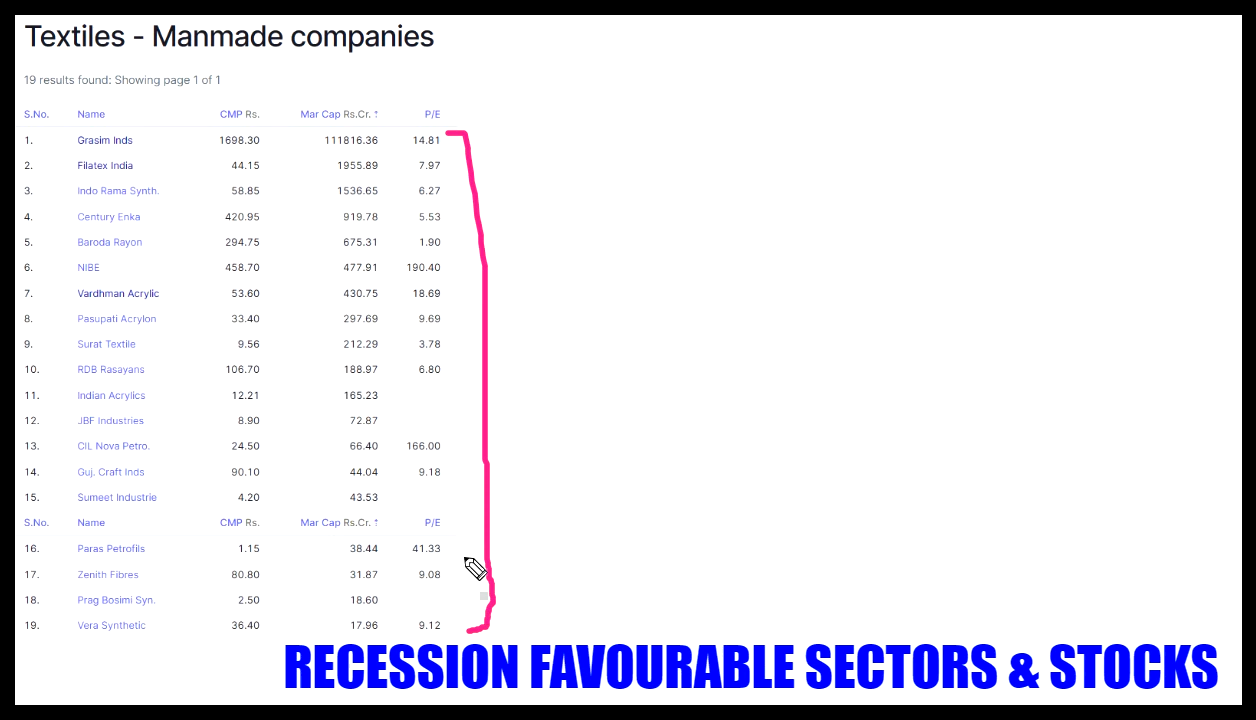 Textiles - Manmade companies
19 results found: Showing page 1 of 1
S.No. Name CMP Rs. Mar Cap Rs.Cr. ↑ P/E
1. Grasim Inds 1698.30 111816.36 14.81
2. Filatex India 44.15 1955.89 7.97
3. Indo Rama Synth. 58.85 1536.65 6.27
4. Century Enka 420.95 919.78 5.53
5. Baroda Rayon 294.75 675.31 1.90
6. NIBE 458.70 477.91 190.40
7. Vardhman Acrylic 53.60 430.75 18.69
8. Pasupati Acrylon 33.40 297.69 9.69
9. Surat Textile 9.56 212.29 3.78
10. RDB Rasayans 106.70 188.97 6.80
11. Indian Acrylics 12.21 165.23
12. JBF Industries 8.90 72.87
13. CIL Nova Petro. 24.50 66.40 166.00
14. Guj. Craft Inds 90.10 44.04 9.18
15. Sumeet Industrie 4.20 43.53
S.No. Name CMP Rs. Mar Cap Rs.Cr. ↑ P/E
16. Paras Petrofils 1.15 38.44 41.33
17. Zenith Fibres 80.80 31.87 9.08
18. Prag Bosimi Syn. 2.50 18.60
19. Vera Synthetic 36.40 17.96 9.12
RECESSION FAVOURABLE SECTORS & STOCKS